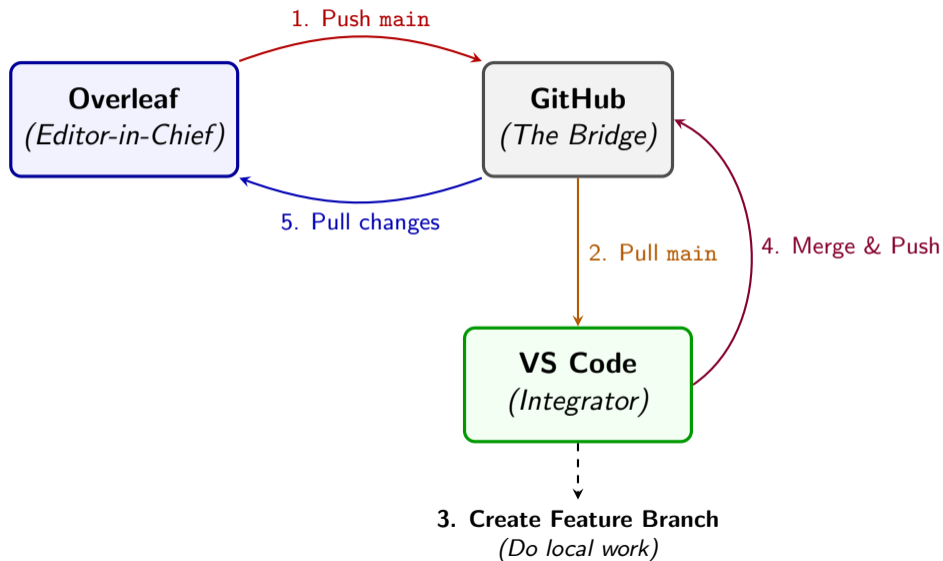 1. Push main
Overleaf
(Editor-in-Chief)
GitHub
(The Bridge)
5. Pull changes
2. Pull main
4. Merge & Push
VS Code
(Integrator)
3. Create Feature Branch
(Do local work)